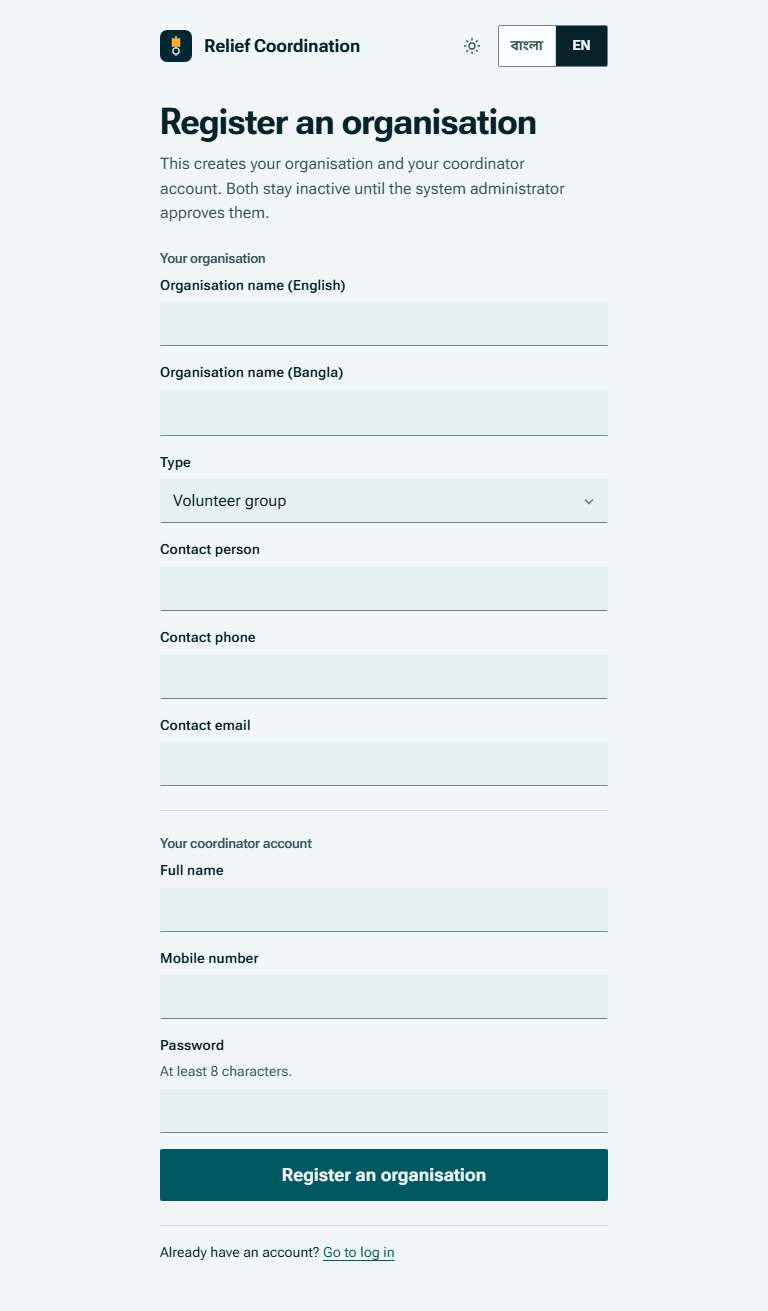 Relief Coordination
বাংলা
EN
Register an organisation
This creates your organisation and your coordinator
account. Both stay inactive until the system administrator
approves them.
Your organisation
Organisation name (English)
Organisation name (Bangla)
Type
Volunteer group
Contact person
Contact phone
Contact email
Your coordinator account
Full name
Mobile number
Password
At least 8 characters.
Register an organisation
Already have an account? Go to log in